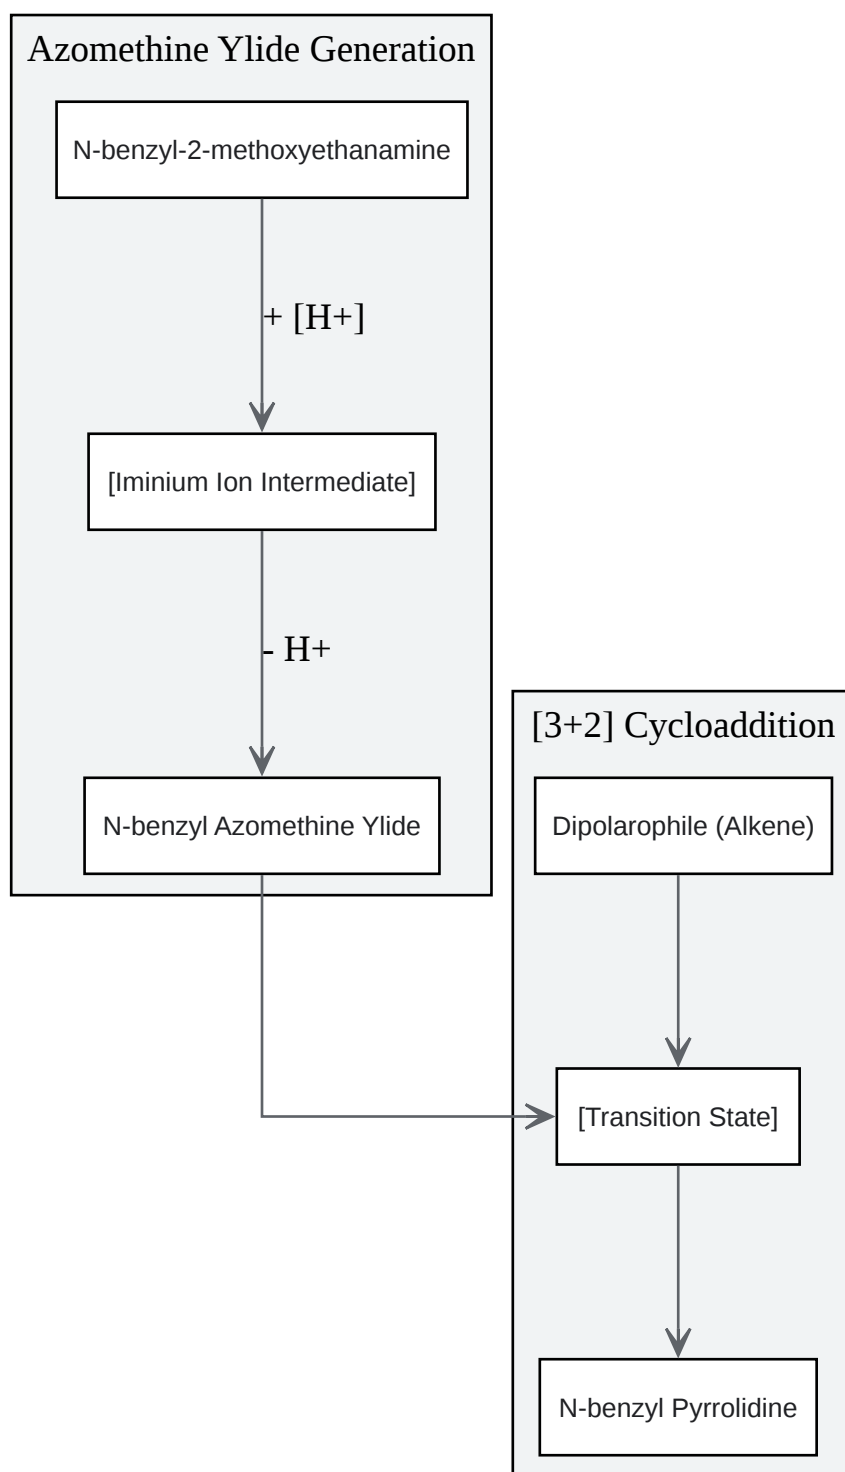 Azomethine Ylide Generation
N-benzyl-2-methoxyethanamine
+ [H+]
[Iminium Ion Intermediate]
- H+
N-benzyl Azomethine Ylide
[3+2] Cycloaddition
Dipolarophile (Alkene)
[Transition State]
N-benzyl Pyrrolidine